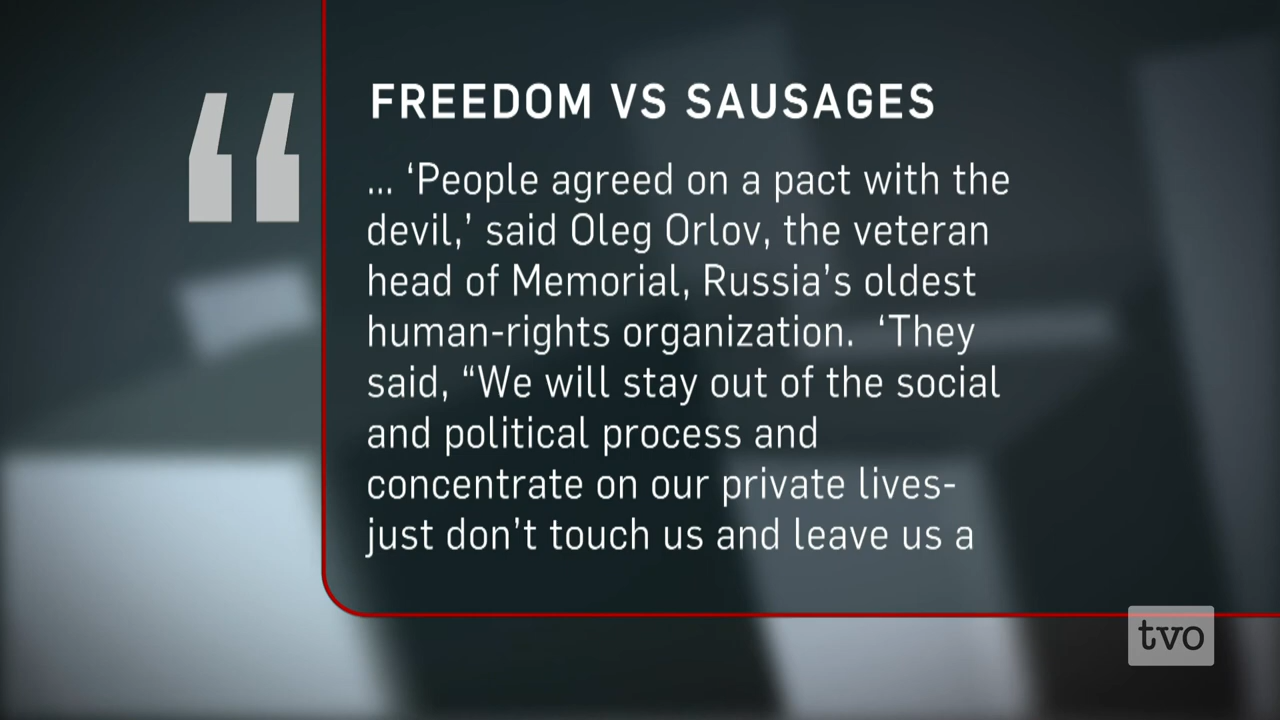 “
FREEDOM VS SAUSAGES
... ‘People agreed on a pact with the
devil,’ said Oleg Orlov, the veteran
head of Memorial, Russia’s oldest
human-rights organization.  ‘They
said, “We will stay out of the social
and political process and
concentrate on our private lives-
just don’t touch us and leave us a
tvo